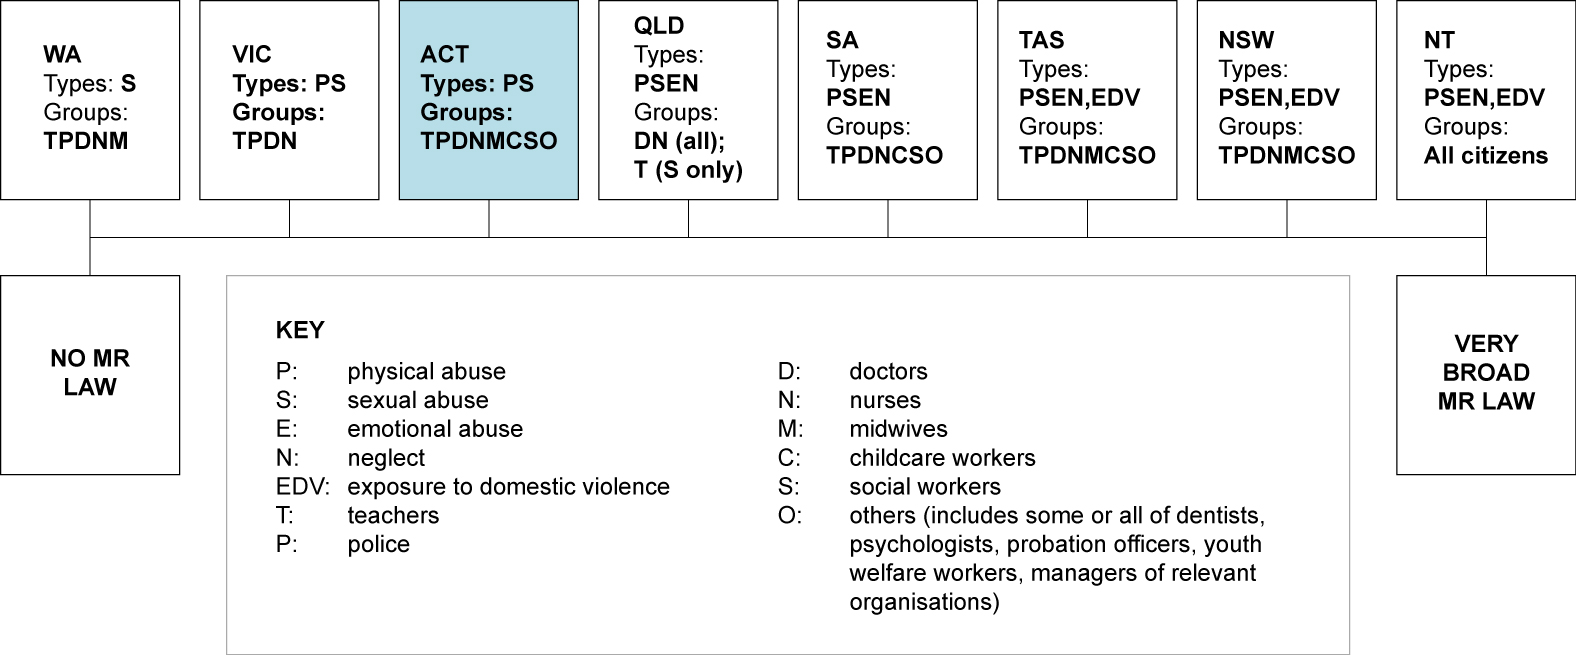 WA
Types: S
Groups:
TPDNM
VIC
Types: PS
Groups:
TPDN
ACT
Types: PS
Groups:
TPDNMCSO
QLD
Types:
PSEN
Groups:
DN (all);
T (S only)
SA
Types:
PSEN
Groups:
TPDNCSO
TAS
Types:
PSEN,EDV
Groups:
TPDNMCSO
NSW
Types:
PSEN,EDV
Groups:
TPDNMCSO
NT
Types:
PSEN,EDV
Groups:
All citizens
NO MR
LAW
KEY
P: physical abuse
S: sexual abuse
E: emotional abuse
N: neglect
EDV: exposure to domestic violence
T: teachers
P: police
D: doctors
N: nurses
M: midwives
C: childcare workers
S: social workers
O: others (includes some or all of dentists,
psychologists, probation officers, youth
welfare workers, managers of relevant
organisations)
VERY
BROAD
MR LAW